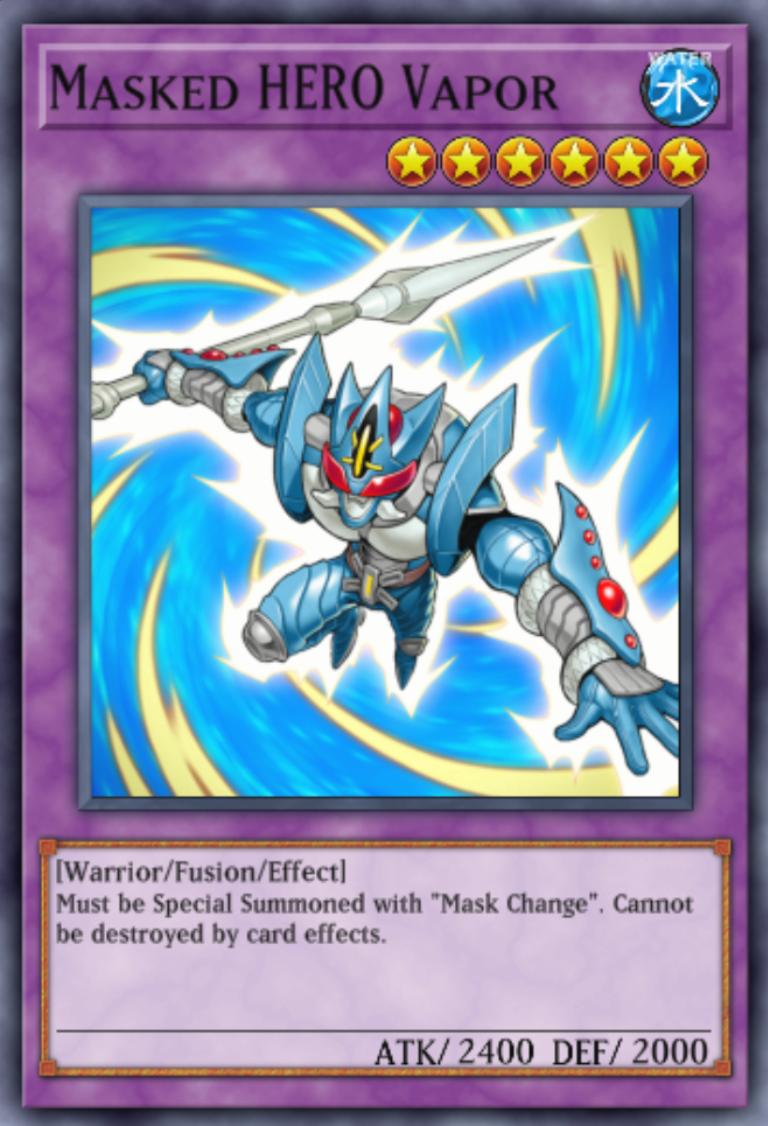 Masked HERO Vapor
WATER
水
[Warrior/Fusion/Effect]
Must be Special Summoned with "Mask Change". Cannot
be destroyed by card effects.
ATK/ 2400 DEF/ 2000